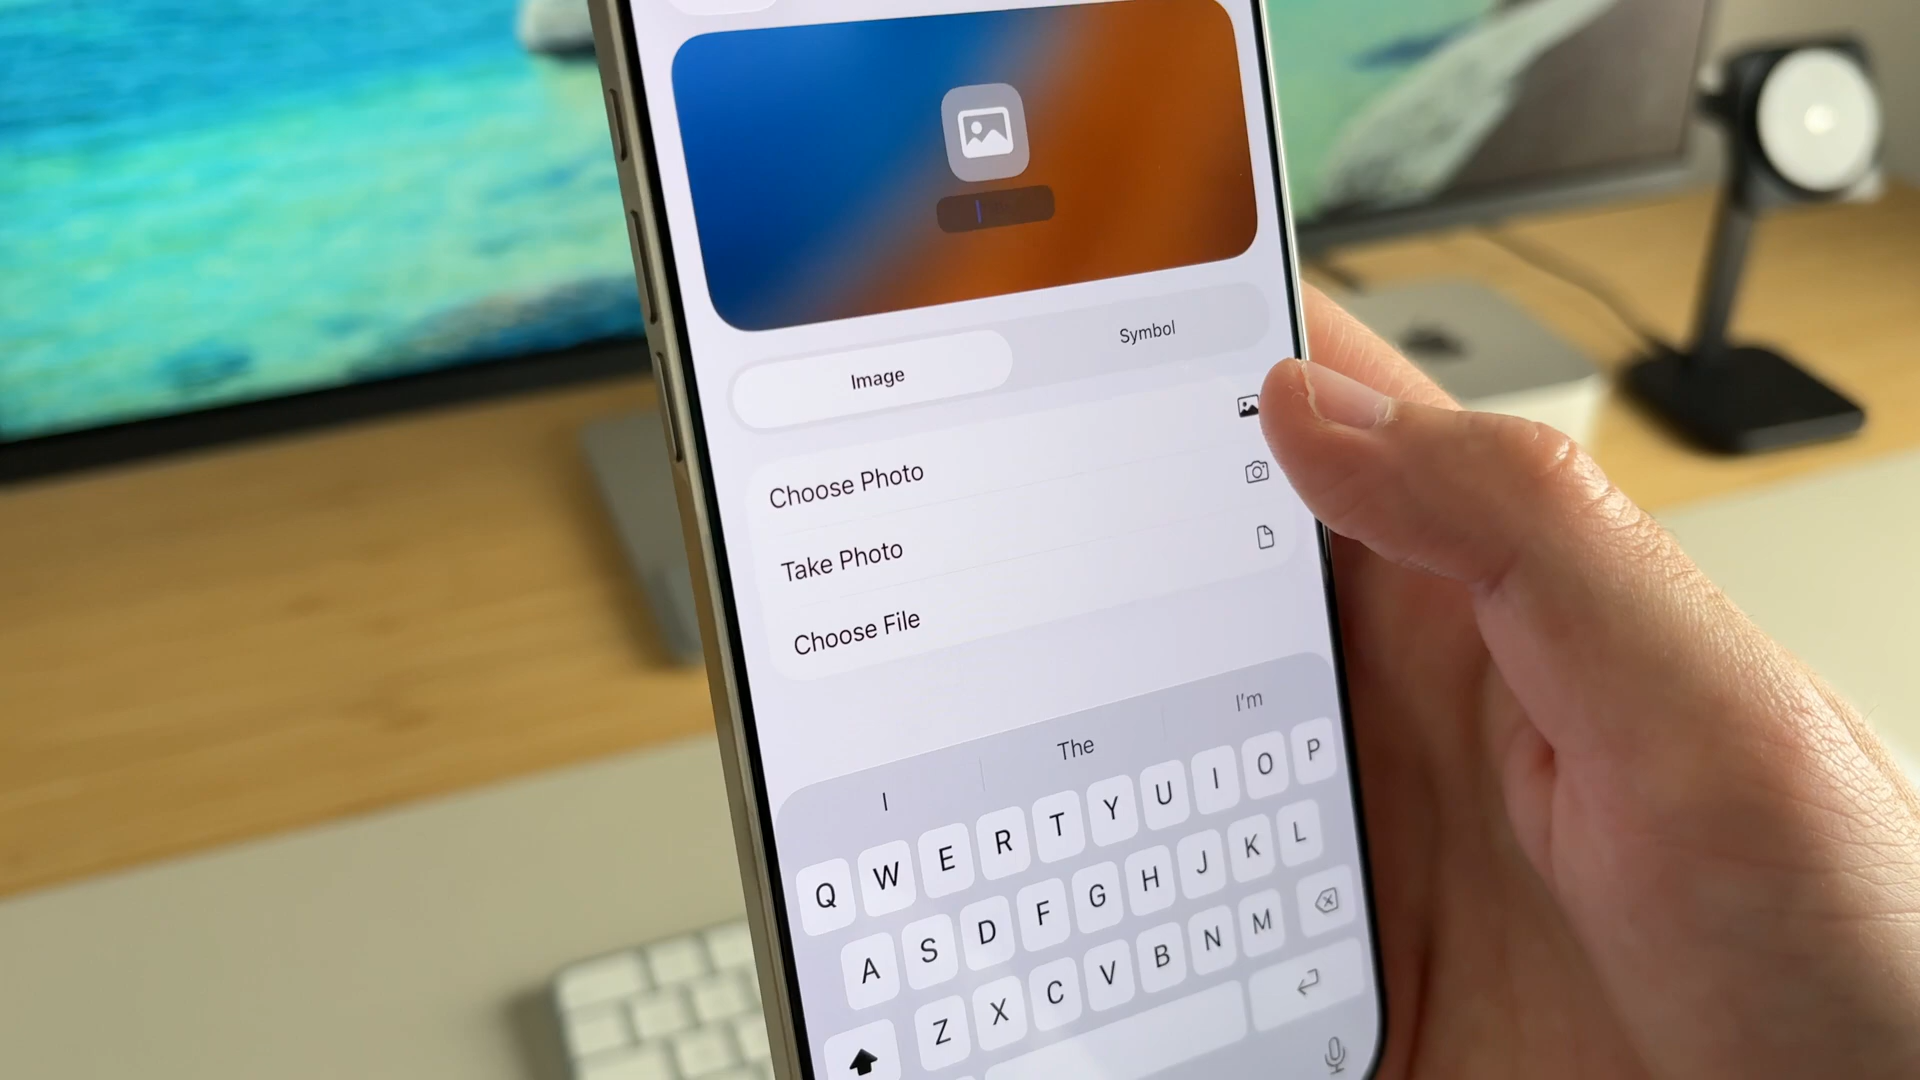 Image
Symbol
Choose Photo
Take Photo
Choose File
I
The
I'm
Q W E R T Y U I O P
A S D F G H J K L
Z X C V B N M